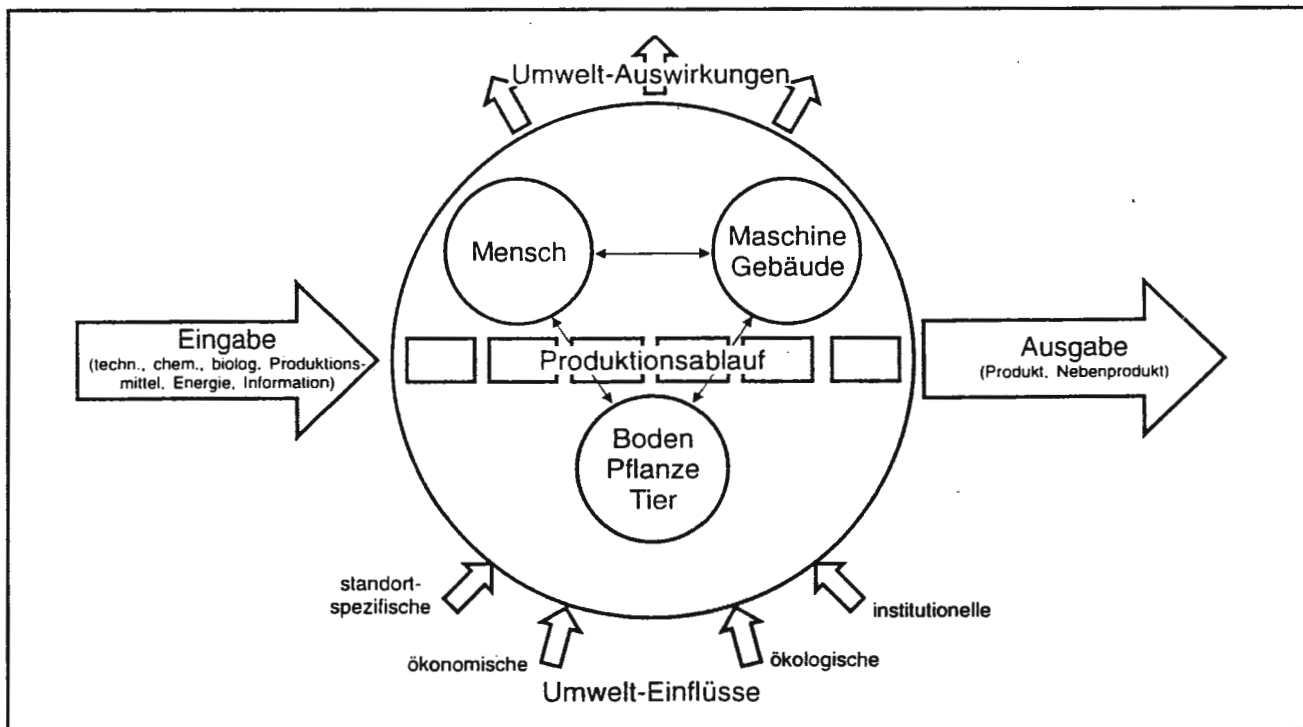 Umwelt-Auswirkungen
Mensch
Maschine
Gebäude
Eingabe
(techn., chem., biolog. Produktions-
mittel, Energie, Information)
Produktionsablauf
Ausgabe
(Produkt, Nebenprodukt)
Boden
Pflanze
Tier
standort-
spezifische
institutionelle
ökonomische
ökologische
Umwelt-Einflüsse